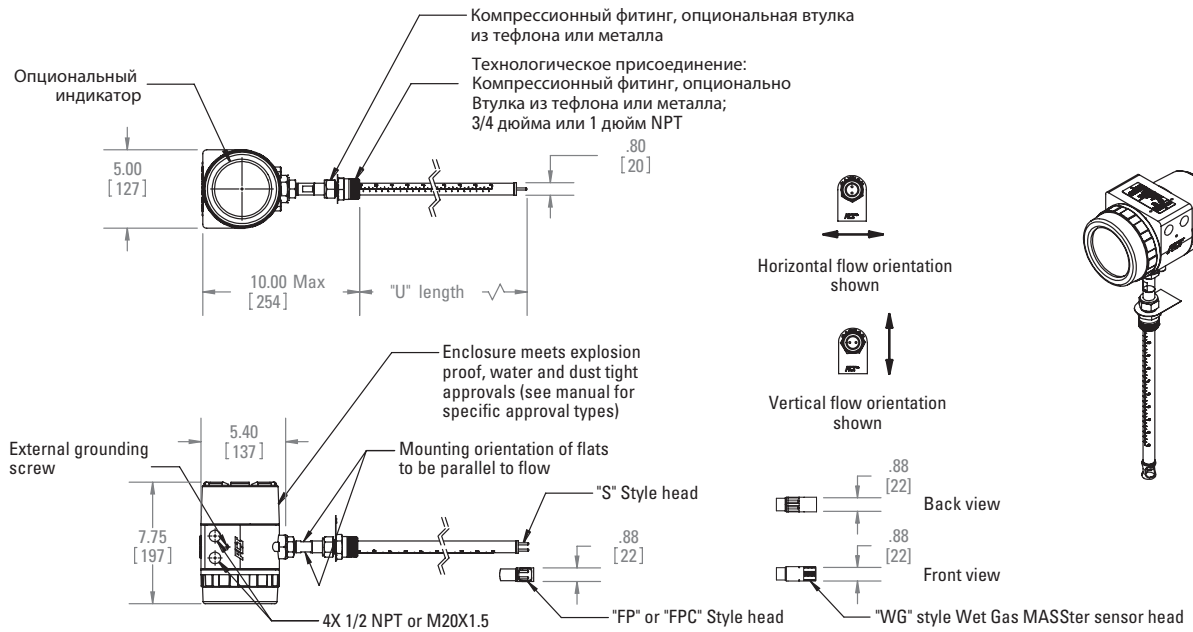 Компрессионный фитинг, опциональная втулка
из тефлона или металла
Технологическое присоединение:
Компрессионный фитинг, опционально
Втулка из тефлона или металла;
3/4 дюйма или 1 дюйм NPT
Опциональный
индикатор
.80
[20]
5.00
[127]
10.00 Max
[254]
"U" length
Horizontal flow orientation
shown
Vertical flow orientation
shown
Enclosure meets explosion
proof, water and dust tight
approvals (see manual for
specific approval types)
5.40
[137]
External grounding
screw
Mounting orientation of flats
to be parallel to flow
"S" Style head
7.75
[197]
.88
[22]
4X 1/2 NPT or M20X1.5
"FP" or "FPC" Style head
.88
[22]
Back view
.88
[22]
Front view
"WG" style Wet Gas MASSter sensor head